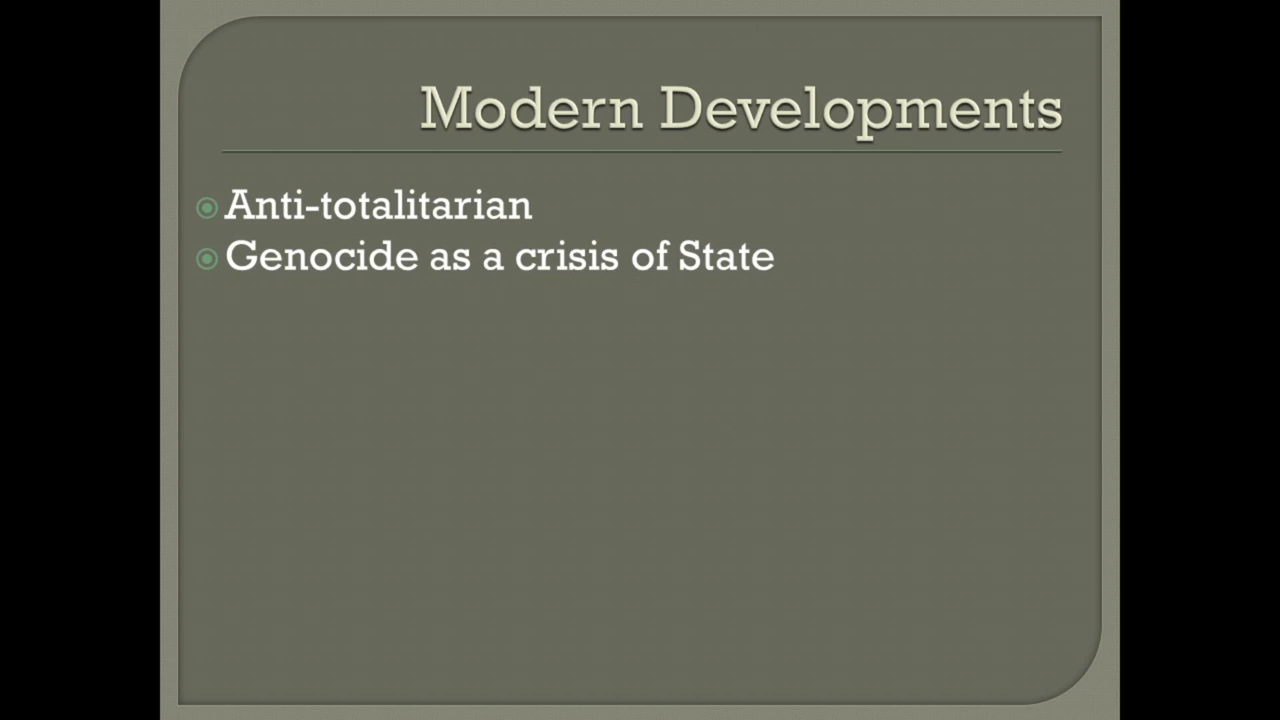 Modern Developments
Anti-totalitarian
Genocide as a crisis of State